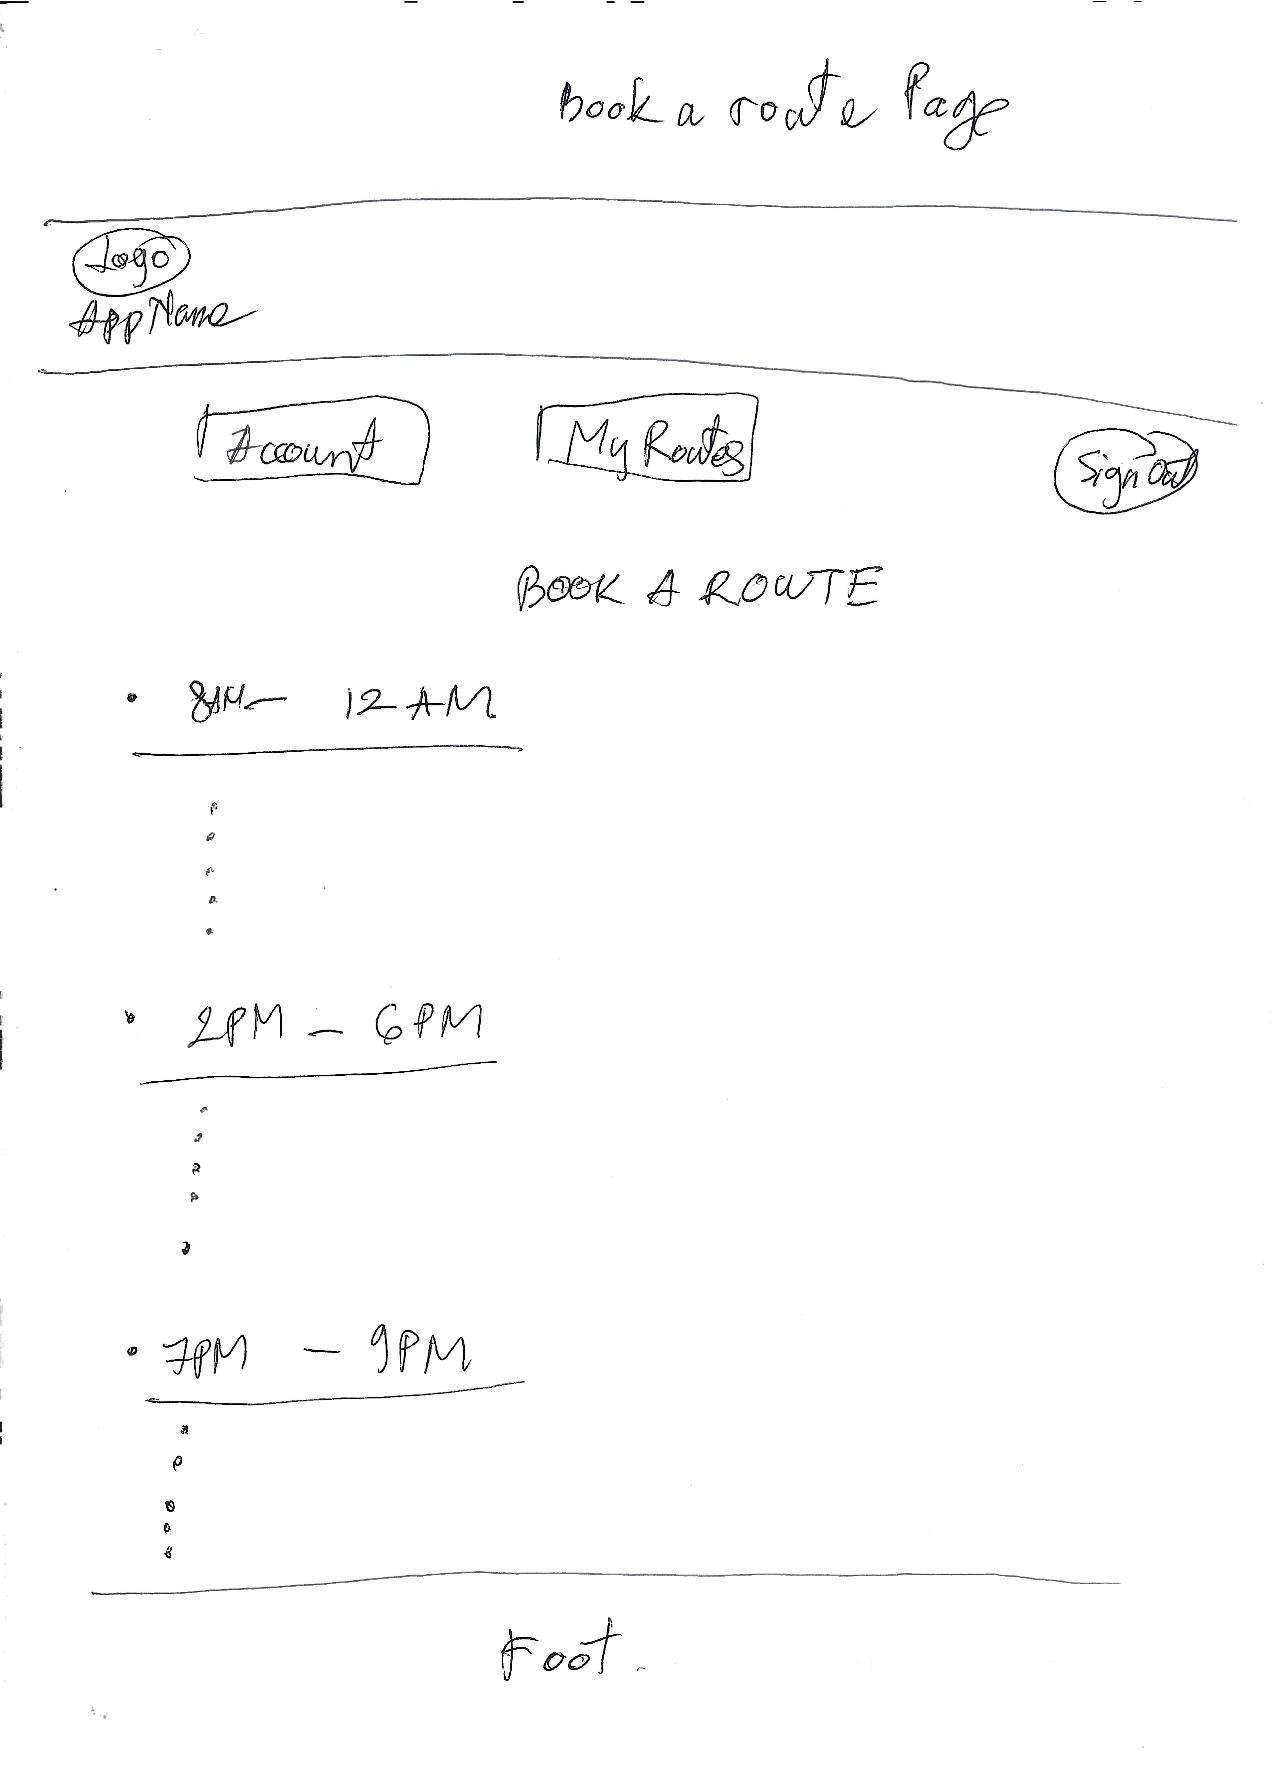 Book a route Page
Logo
App Name
Account
My Routes
Sign Out
BOOK A ROUTE
• 8AM – 12 AM
• 2PM – 6PM
• 7PM – 9PM
Foot.